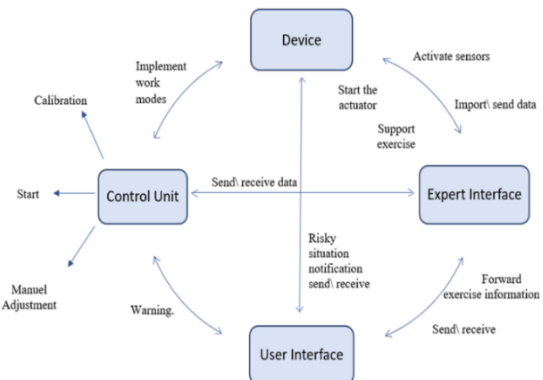 Device
Implement
work
modes
Activate sensors
Start the
actuator
Calibration
Import\ send data
Support
exercise
Send\ receive data
Start
Control Unit
Expert Interface
Risky
situation
notification
send\ receive
Manuel
Adjustment
Forward
exercise information
Warning.
Send\ receive
User Interface